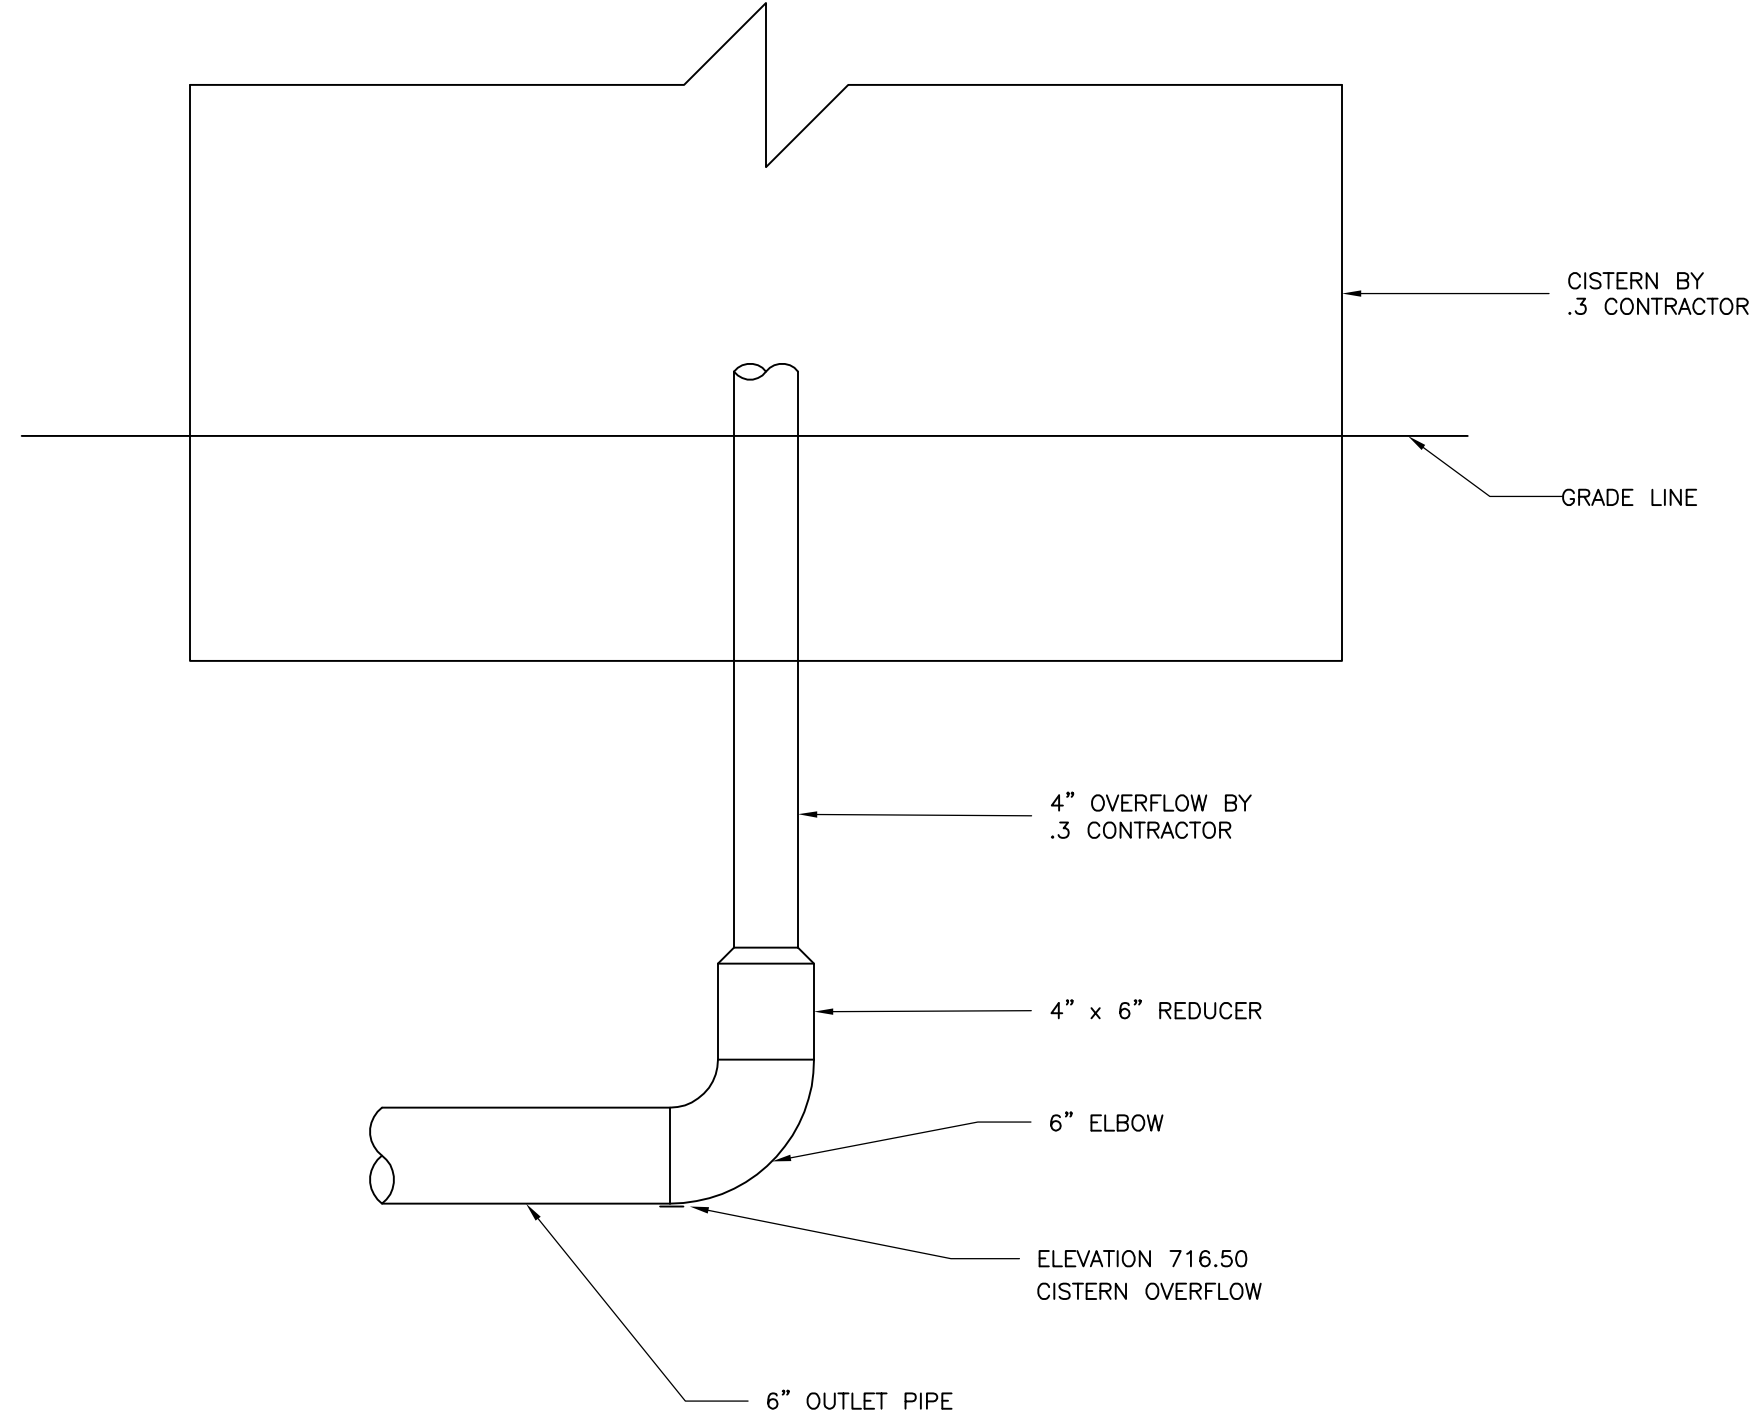 CISTERN BY
.3 CONTRACTOR
GRADE LINE
4” OVERFLOW BY
.3 CONTRACTOR
4” x 6” REDUCER
6” ELBOW
ELEVATION 716.50
CISTERN OVERFLOW
6” OUTLET PIPE